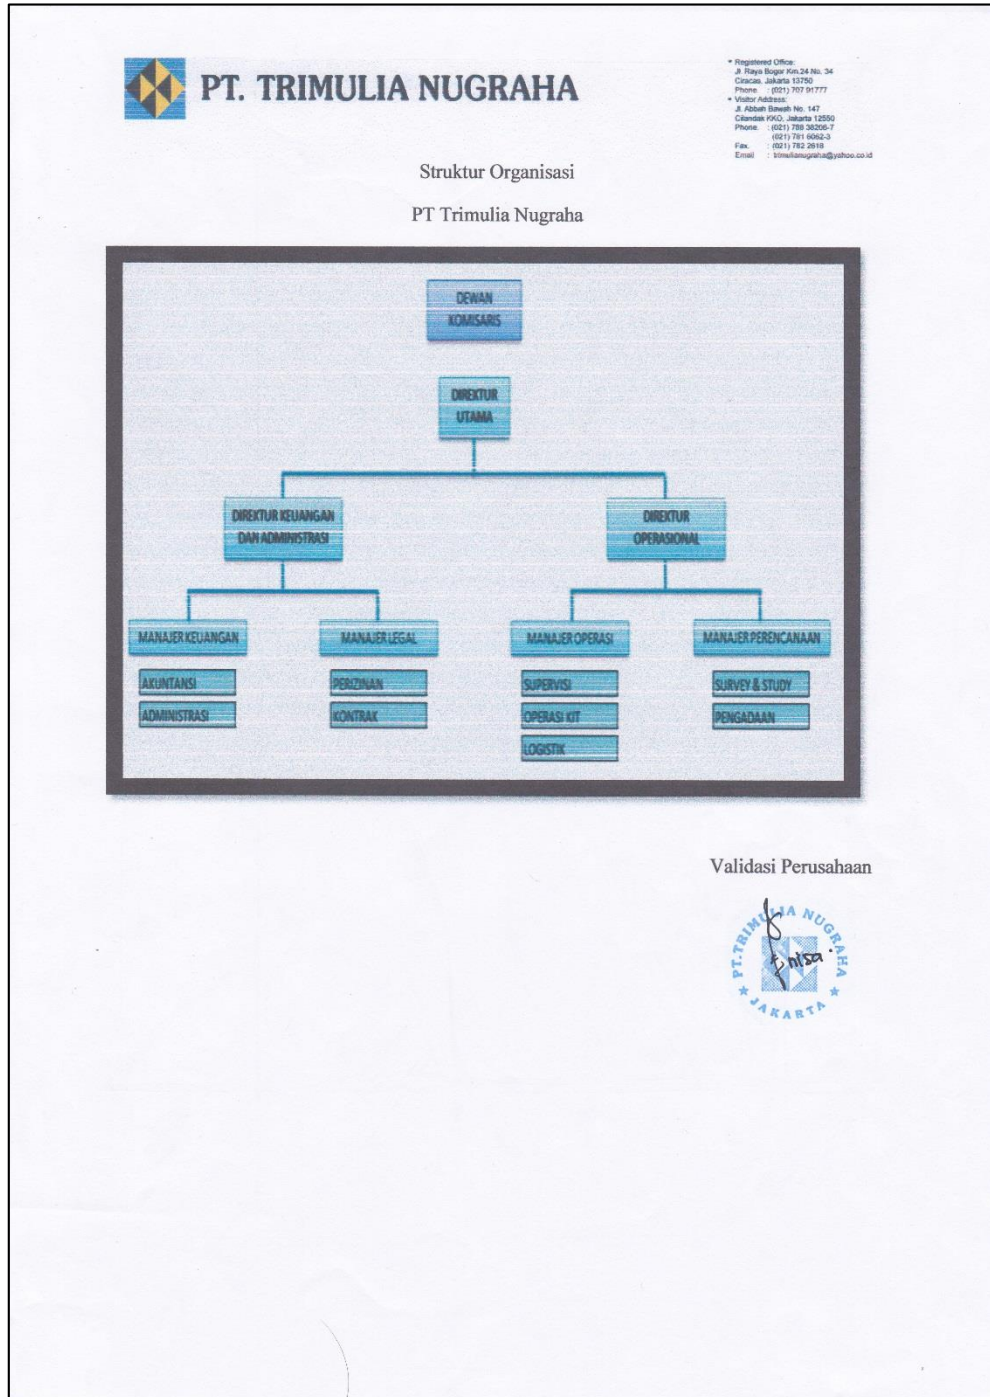 PT. TRIMULIA NUGRAHA
* Registered Office:
Jl. Raya Bogor Km.24 No. 34
Ciracas, Jakarta 13750
Phone : (021) 707 91777
* Visitor Address:
Jl. Abbah Bawah No. 147
Cilandak KKO, Jakarta 12550
Phone : (021) 788 38206-7
(021) 781 6062-3
Fax. : (021) 782 2618
Email : trimulianugraha@yahoo.co.id
Struktur Organisasi
PT Trimulia Nugraha
DEWAN
KOMISARIS
DIREKTUR
UTAMA
DIREKTUR KEUANGAN
DAN ADMINISTRASI
DIREKTUR
OPERASIONAL
MANAJER KEUANGAN
AKUNTANSI
ADMINISTRASI
MANAJER LEGAL
PERIZINAN
KONTRAK
MANAJER OPERASI
SUPERVISI
OPERASI KIT
LOGISTIK
MANAJER PERENCANAAN
SURVEY & STUDY
PENGADAAN
Validasi Perusahaan
PT. TRIMULIA NUGRAHA
* JAKARTA *